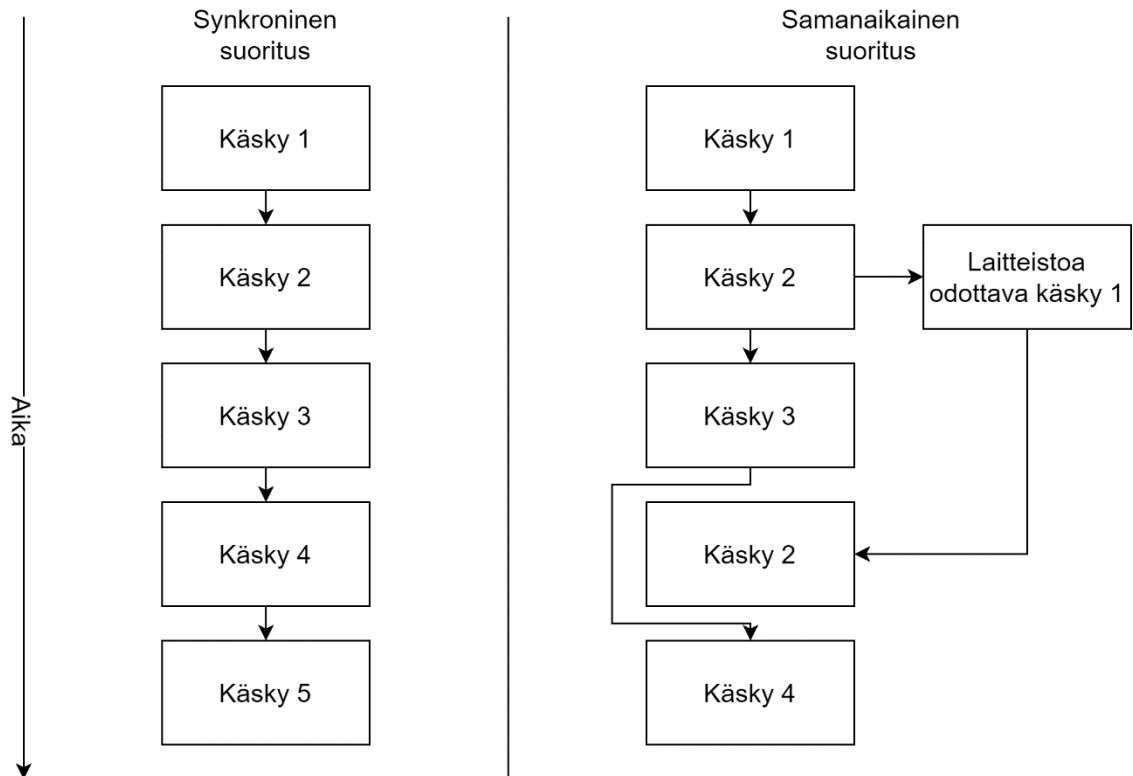 Synkroninen
suoritus
Käsky 1
Käsky 2
Käsky 3
Käsky 4
Käsky 5
Aika
Samanaikainen
suoritus
Käsky 1
Käsky 2
Laitteistoa
odottava käsky 1
Käsky 3
Käsky 2
Käsky 4